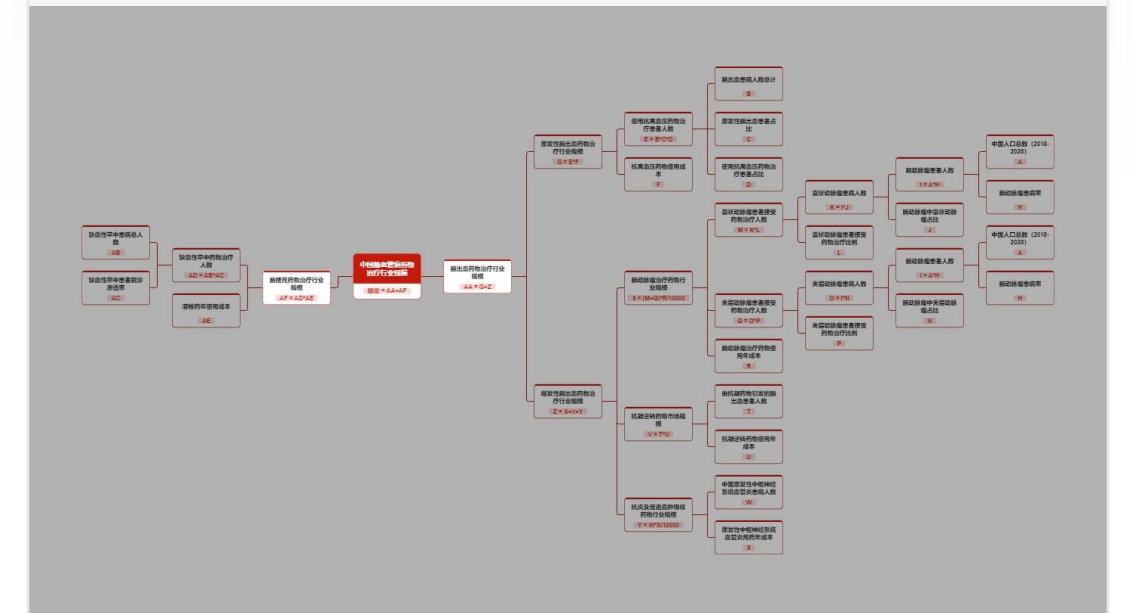 缺血性卒中患病总人
数
AB
缺血性卒中患者就诊
渗透率
AC
缺血性卒中药物治疗
人数
AD = AB*AC
溶栓药年使用成本
AE
脑梗死药物治疗行业
规模
AF = AD*AE
中国脑血管病药物
治疗行业规模
结论 = AA+AF
脑出血药物治疗行业
规模
AA = G+Z
原发性脑出血药物治
疗行业规模
G = E*F
使用抗高血压药物治
疗患者人数
E = B*C*D
脑出血患病人数总计
B
原发性脑出血患者占
比
C
使用抗高血压药物治
疗患者占比
D
抗高血压药物使用成
本
F
继发性脑出血药物治
疗行业规模
Z = S+V+Y
脑动脉瘤治疗药物行
业规模
S = (M+Q)*R/10000
囊状动脉瘤患者接受
药物治疗人数
M = K*L
囊状动脉瘤患病人数
K = I*J
脑动脉瘤患者人数
I = A*H
中国人口总数(2018-
2028)
A
脑动脉瘤患病率
H
脑动脉瘤中囊状动脉
瘤占比
J
囊状动脉瘤患者接受
药物治疗比例
L
夹层动脉瘤患者接受
药物治疗人数
Q = O*P
夹层动脉瘤患病人数
O = I*N
脑动脉瘤患者人数
I = A*H
中国人口总数(2018-
2028)
A
脑动脉瘤患病率
H
脑动脉瘤中夹层动脉
瘤占比
N
夹层动脉瘤患者接受
药物治疗比例
P
脑动脉瘤治疗药物使
用年成本
R
抗凝逆转药物市场规
模
V = T*U
由抗凝药物引发的脑
出血患者人数
T
抗凝逆转药物使用年
成本
U
抗炎及促进血肿吸收
药物行业规模
Y = W*X/10000
中国原发性中枢神经
系统血管炎患病人数
W
原发性中枢神经系统
血管炎用药年成本
X